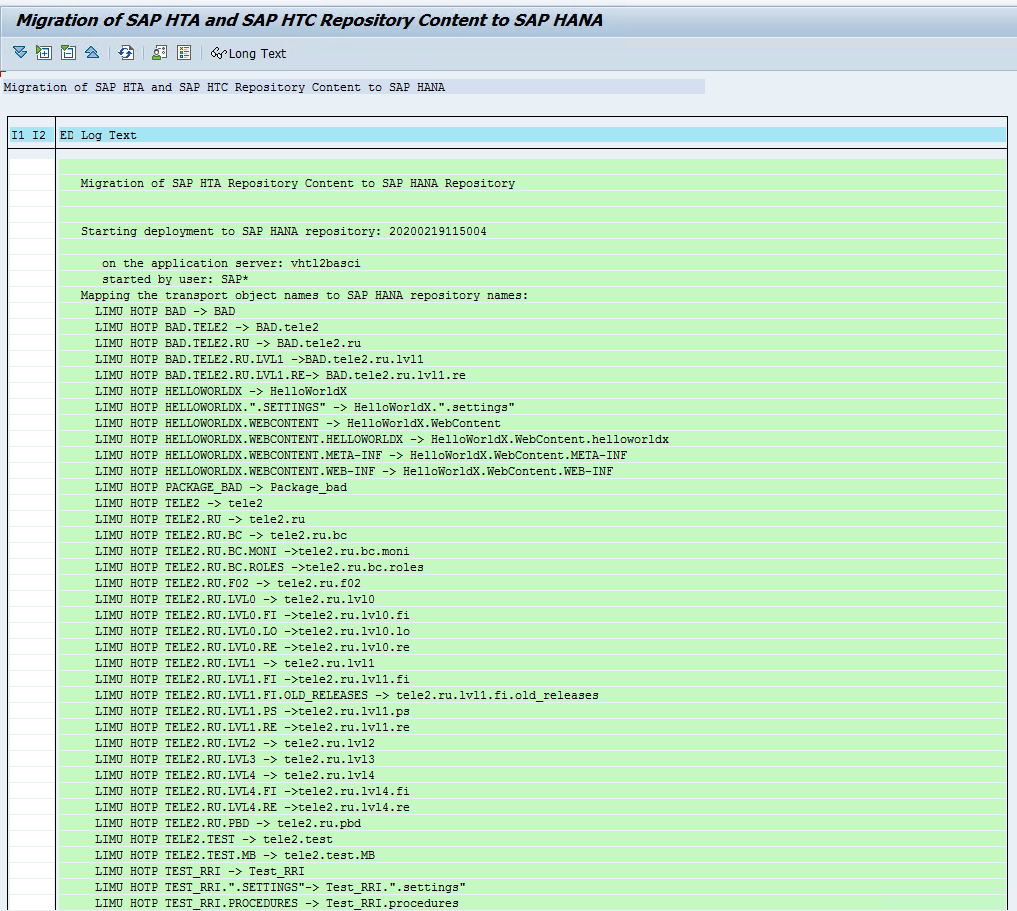 Migration of SAP HTA and SAP HTC Repository Content to SAP HANA
Long Text
Migration of SAP HTA and SAP HTC Repository Content to SAP HANA
I1 I2 ED Log Text
Migration of SAP HTA Repository Content to SAP HANA Repository
Starting deployment to SAP HANA repository: 20200219115004
on the application server: vhtl2basci
started by user: SAP*
Mapping the transport object names to SAP HANA repository names:
LIMU HOTP BAD -> BAD
LIMU HOTP BAD.TELE2 -> BAD.tele2
LIMU HOTP BAD.TELE2.RU -> BAD.tele2.ru
LIMU HOTP BAD.TELE2.RU.LVL1 ->BAD.tele2.ru.lvl1
LIMU HOTP BAD.TELE2.RU.LVL1.RE-> BAD.tele2.ru.lvl1.re
LIMU HOTP HELLOWORLDX -> HelloWorldX
LIMU HOTP HELLOWORLDX.".SETTINGS" -> HelloWorldX.".settings"
LIMU HOTP HELLOWORLDX.WEBCONTENT -> HelloWorldX.WebContent
LIMU HOTP HELLOWORLDX.WEBCONTENT.HELLOWORLDX -> HelloWorldX.WebContent.helloworldx
LIMU HOTP HELLOWORLDX.WEBCONTENT.META-INF -> HelloWorldX.WebContent.META-INF
LIMU HOTP HELLOWORLDX.WEBCONTENT.WEB-INF -> HelloWorldX.WebContent.WEB-INF
LIMU HOTP PACKAGE_BAD -> Package_bad
LIMU HOTP TELE2 -> tele2
LIMU HOTP TELE2.RU -> tele2.ru
LIMU HOTP TELE2.RU.BC -> tele2.ru.bc
LIMU HOTP TELE2.RU.BC.MONI ->tele2.ru.bc.moni
LIMU HOTP TELE2.RU.BC.ROLES ->tele2.ru.bc.roles
LIMU HOTP TELE2.RU.F02 -> tele2.ru.f02
LIMU HOTP TELE2.RU.LVL0 -> tele2.ru.lvl0
LIMU HOTP TELE2.RU.LVL0.FI ->tele2.ru.lvl0.fi
LIMU HOTP TELE2.RU.LVL0.LO ->tele2.ru.lvl0.lo
LIMU HOTP TELE2.RU.LVL0.RE ->tele2.ru.lvl0.re
LIMU HOTP TELE2.RU.LVL1 -> tele2.ru.lvl1
LIMU HOTP TELE2.RU.LVL1.FI ->tele2.ru.lvl1.fi
LIMU HOTP TELE2.RU.LVL1.FI.OLD_RELEASES -> tele2.ru.lvl1.fi.old_releases
LIMU HOTP TELE2.RU.LVL1.PS ->tele2.ru.lvl1.ps
LIMU HOTP TELE2.RU.LVL1.RE ->tele2.ru.lvl1.re
LIMU HOTP TELE2.RU.LVL2 -> tele2.ru.lvl2
LIMU HOTP TELE2.RU.LVL3 -> tele2.ru.lvl3
LIMU HOTP TELE2.RU.LVL4 -> tele2.ru.lvl4
LIMU HOTP TELE2.RU.LVL4.FI ->tele2.ru.lvl4.fi
LIMU HOTP TELE2.RU.LVL4.RE ->tele2.ru.lvl4.re
LIMU HOTP TELE2.RU.PBD -> tele2.ru.pbd
LIMU HOTP TELE2.TEST -> tele2.test
LIMU HOTP TELE2.TEST.MB -> tele2.test.MB
LIMU HOTP TEST_RRI -> Test_RRI
LIMU HOTP TEST_RRI.".SETTINGS"-> Test_RRI.".settings"
LIMU HOTP TEST_RRI.PROCEDURES -> Test_RRI.procedures